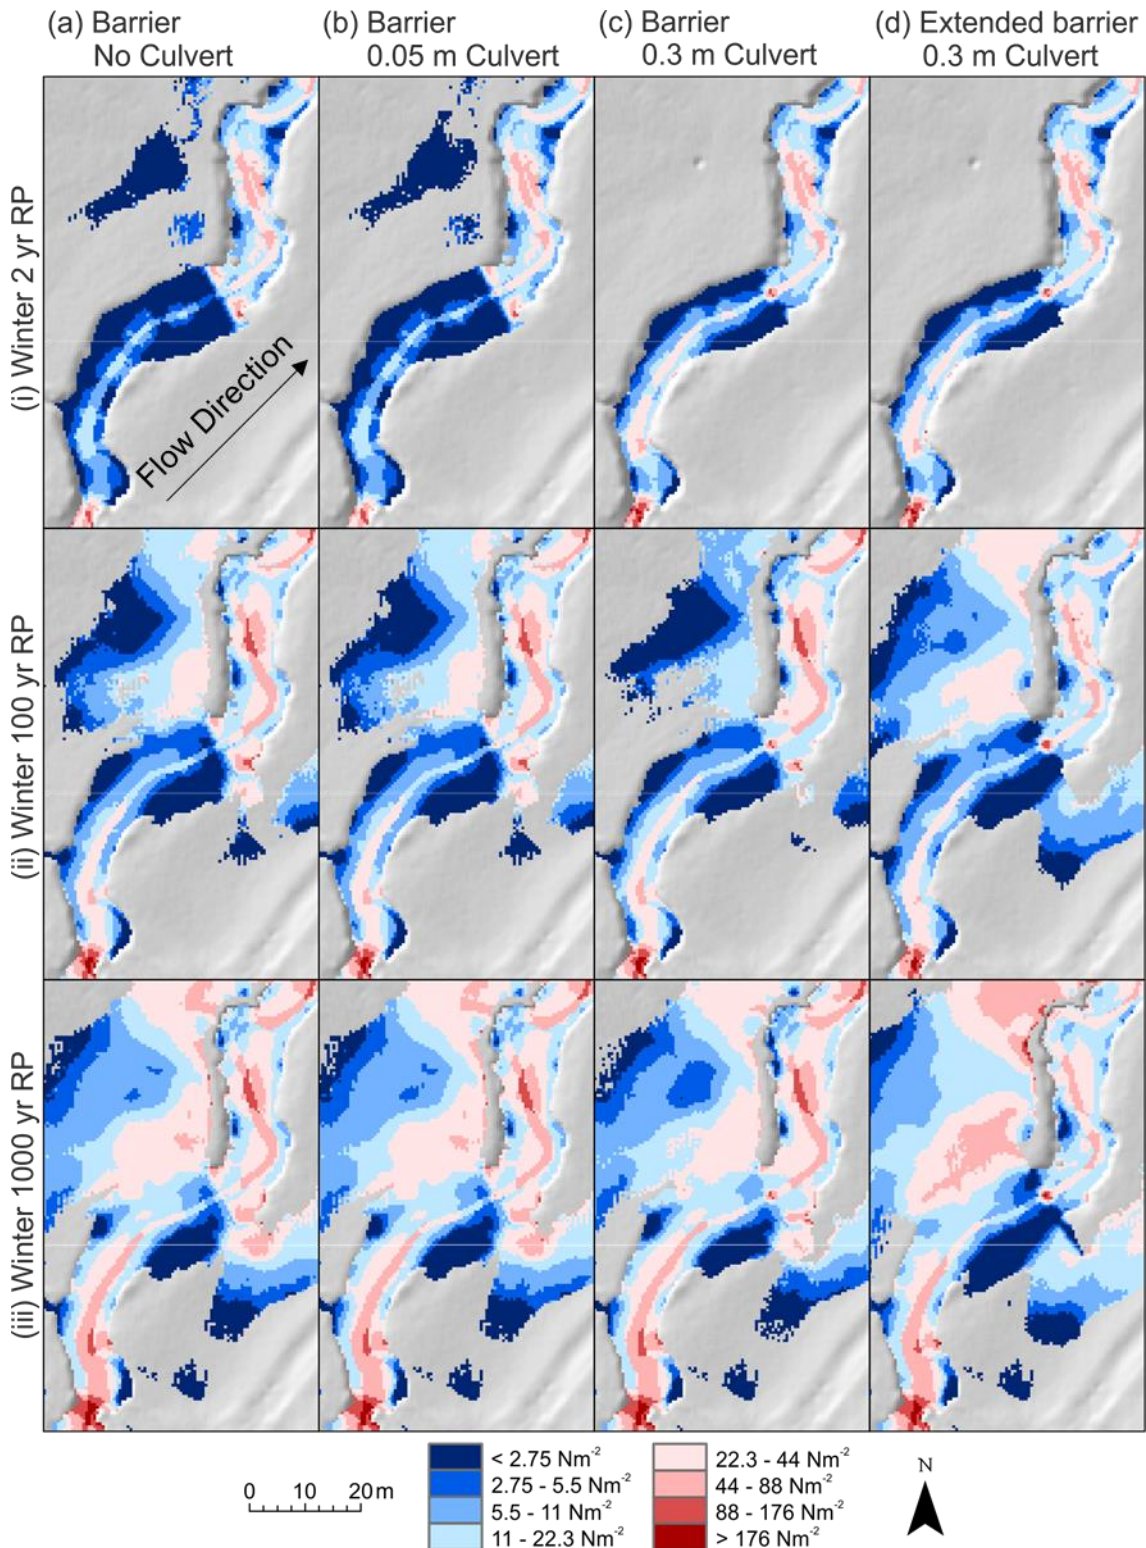 (a) Barrier
No Culvert
(b) Barrier
0.05 m Culvert
(c) Barrier
0.3 m Culvert
(d) Extended barrier
0.3 m Culvert
(i) Winter 2 yr RP
Flow Direction
(ii) Winter 100 yr RP
(iii) Winter 1000 yr RP
0 10 20 m
< 2.75 Nm⁻²
2.75 - 5.5 Nm⁻²
5.5 - 11 Nm⁻²
11 - 22.3 Nm⁻²
22.3 - 44 Nm⁻²
44 - 88 Nm⁻²
88 - 176 Nm⁻²
> 176 Nm⁻²
N